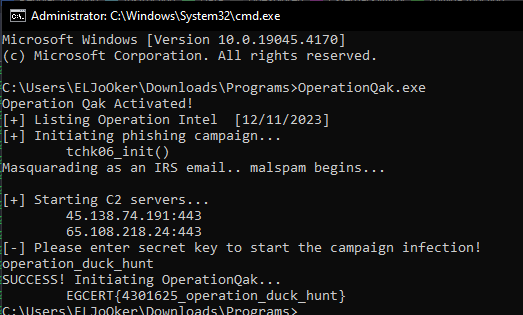 Administrator: C:\Windows\System32\cmd.exe
Microsoft Windows [Version 10.0.19045.4170]
(c) Microsoft Corporation. All rights reserved.
C:\Users\ELJoOker\Downloads\Programs>OperationQak.exe
Operation Qak Activated!
[+] Listing Operation Intel  [12/11/2023]
[+] Initiating phishing campaign...
tchk06_init()
Masquarading as an IRS email.. malspam begins...
[+] Starting C2 servers...
45.138.74.191:443
65.108.218.24:443
[-] Please enter secret key to start the campaign infection!
operation_duck_hunt
SUCCESS! Initiating OperationQak...
EGCERT{4301625_operation_duck_hunt}
C:\Users\ELJoOker\Downloads\Programs>